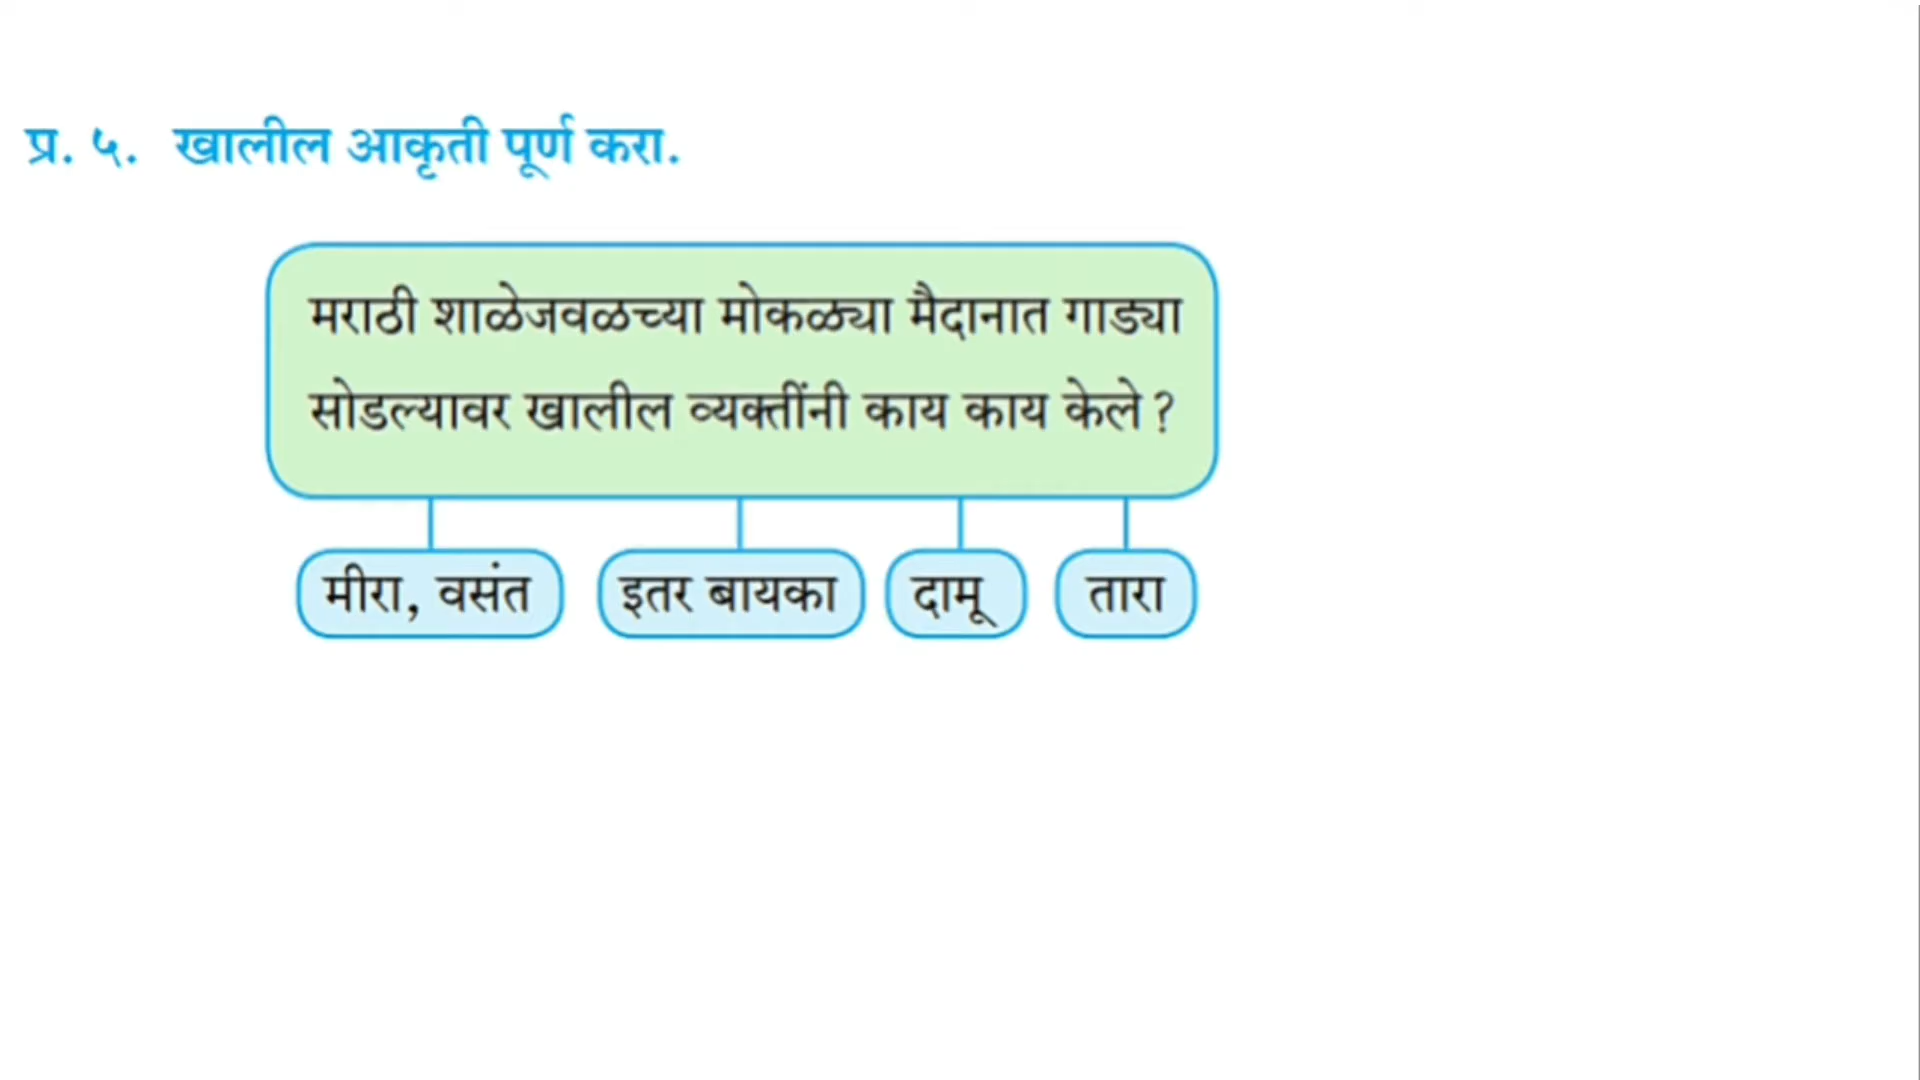 प्र. ५. खालील आकृती पूर्ण करा.
मराठी शाळेजवळच्या मोकळ्या मैदानात गाड्या
सोडल्यावर खालील व्यक्तींनी काय काय केले ?
मीरा, वसंत
इतर बायका
दामू
तारा